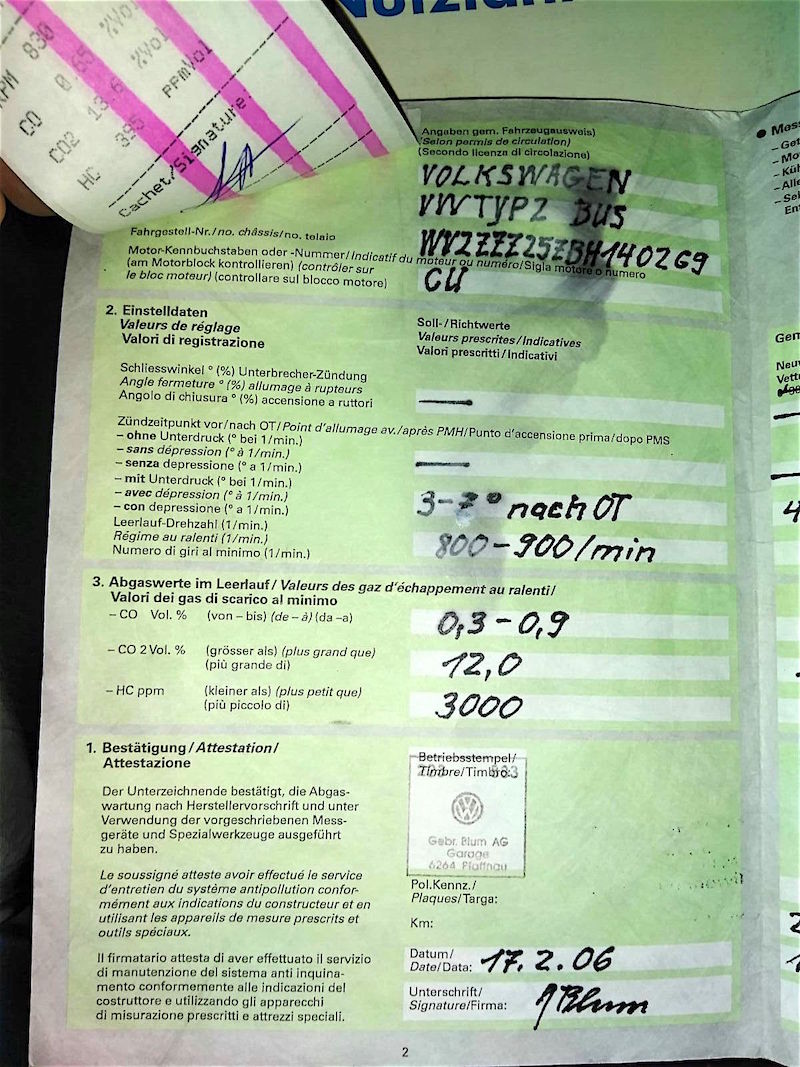 RPM 830
CO 0.65 %Vol
CO2 13.6 %Vol
HC 395 ppmVol
Cachet/Signature:
Angaben gem. Fahrzeugausweis)
(Selon permis de circulation)
(Secondo licenza di circolazione)
VOLKSWAGEN
VW TYP2 BUS
Fahrgestell-Nr./no. châssis/no. telaio
WV2ZZZ25ZBH140269
Motor-Kennbuchstaben oder -Nummer/Indicatif du moteur ou numéro/Sigla motore o numero
(am Motorblock kontrollieren) (contrôler sur
le bloc moteur) (controllare sul blocco motore)
CU
2. Einstelldaten
Valeurs de réglage
Valori di registrazione
Soll-/Richtwerte
Valeurs prescrites/Indicatives
Valori prescritti/Indicativi
Schliesswinkel ° (%) Unterbrecher-Zündung
Angle fermeture ° (%) allumage à rupteurs
Angolo di chiusura ° (%) accensione a ruttori
—
Zündzeitpunkt vor/nach OT/Point d'allumage av./après PMH/Punto d'accensione prima/dopo PMS
– ohne Unterdruck (° bei 1/min.)
– sans dépression (° à 1/min.)
– senza depressione (° a 1/min.)
—
– mit Unterdruck (° bei 1/min.)
– avec dépression (° à 1/min.)
– con depressione (° a 1/min.)
3-7° nach OT
Leerlauf-Drehzahl (1/min.)
Régime au ralenti (1/min.)
Numero di giri al minimo (1/min.)
800-900/min
3. Abgaswerte im Leerlauf/Valeurs des gaz d'échappement au ralenti/
Valori dei gas di scarico al minimo
– CO Vol. % (von – bis) (de – à) (da –a)
0,3-0,9
– CO 2 Vol. % (grösser als) (plus grand que)
(più grande di)
12,0
– HC ppm (kleiner als) (plus petit que)
(più piccolo di)
3000
1. Bestätigung/Attestation/
Attestazione
Der Unterzeichnende bestätigt, die Abgas-
wartung nach Herstellervorschrift und unter
Verwendung der vorgeschriebenen Mess-
geräte und Spezialwerkzeuge ausgeführt
zu haben.
Le soussigné atteste avoir effectué le service
d'entretien du système antipollution confor-
mément aux indications du constructeur et en
utilisant les appareils de mesure prescrits et
outils spéciaux.
Il firmatario attesta di aver effettuato il servizio
di manutenzione del sistema anti inquina-
mento conformemente alle indicazioni del
costruttore e utilizzando gli apparecchi
di misurazione prescritti e attrezzi speciali.
Betriebsstempel/
Timbre/Timbro:
Gebr. Blum AG
Garage
6264 Pfaffnau
Pol.Kennz./
Plaques/Targa:
Km:
Datum/
Date/Data: 17.2.06
Unterschrift/
Signature/Firma: J Blum
2